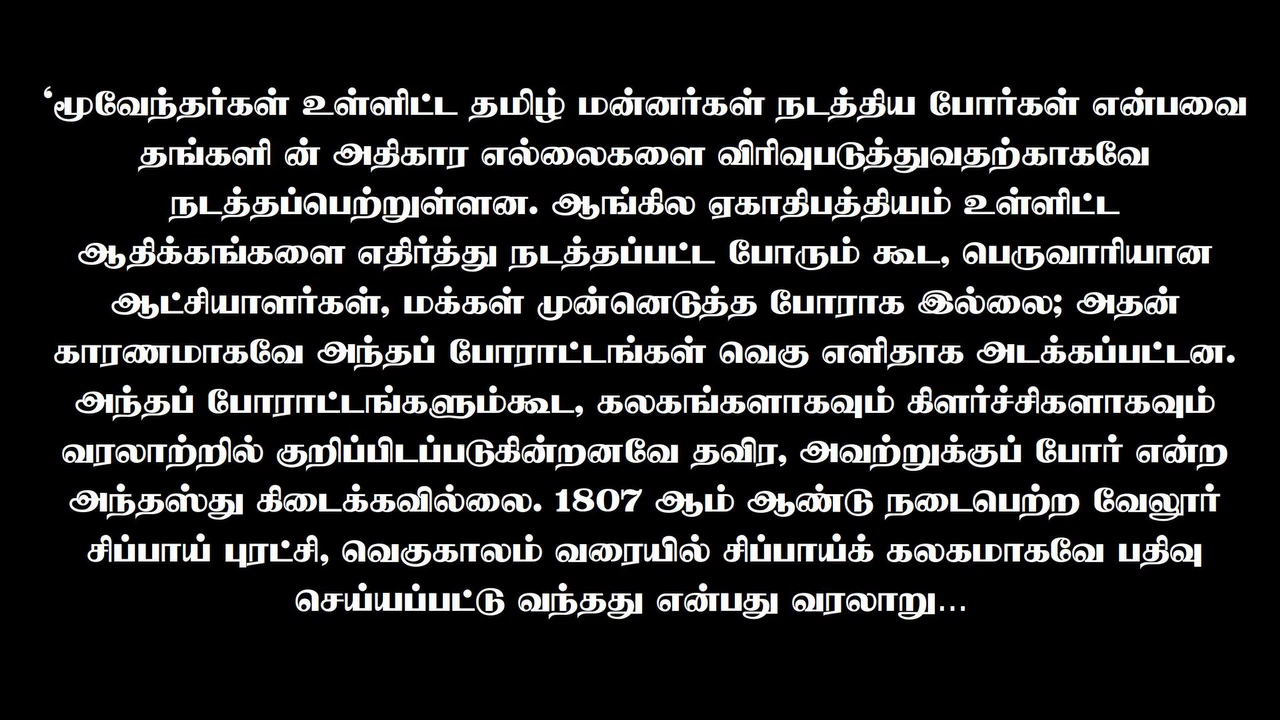 ‘மூவேந்தர்கள் உள்ளிட்ட தமிழ் மன்னர்கள் நடத்திய போர்கள் என்பவை
தங்களி ன் அதிகார எல்லைகளை விரிவுபடுத்துவதற்காகவே
நடத்தப்பெற்றுள்ளன. ஆங்கில ஏகாதிபத்தியம் உள்ளிட்ட
ஆதிக்கங்களை எதிர்த்து நடத்தப்பட்ட போரும் கூட, பெருவாரியான
ஆட்சியாளர்கள், மக்கள் முன்னெடுத்த போராக இல்லை; அதன்
காரணமாகவே அந்தப் போராட்டங்கள் வெகு எளிதாக அடக்கப்பட்டன.
அந்தப் போராட்டங்களும்கூட, கலகங்களாகவும் கிளர்ச்சிகளாகவும்
வரலாற்றில் குறிப்பிடப்படுகின்றனவே தவிர, அவற்றுக்குப் போர் என்ற
அந்தஸ்து கிடைக்கவில்லை. 1807 ஆம் ஆண்டு நடைபெற்ற வேலூர்
சிப்பாய் புரட்சி, வெகுகாலம் வரையில் சிப்பாய்க் கலகமாகவே பதிவு
செய்யப்பட்டு வந்தது என்பது வரலாறு...